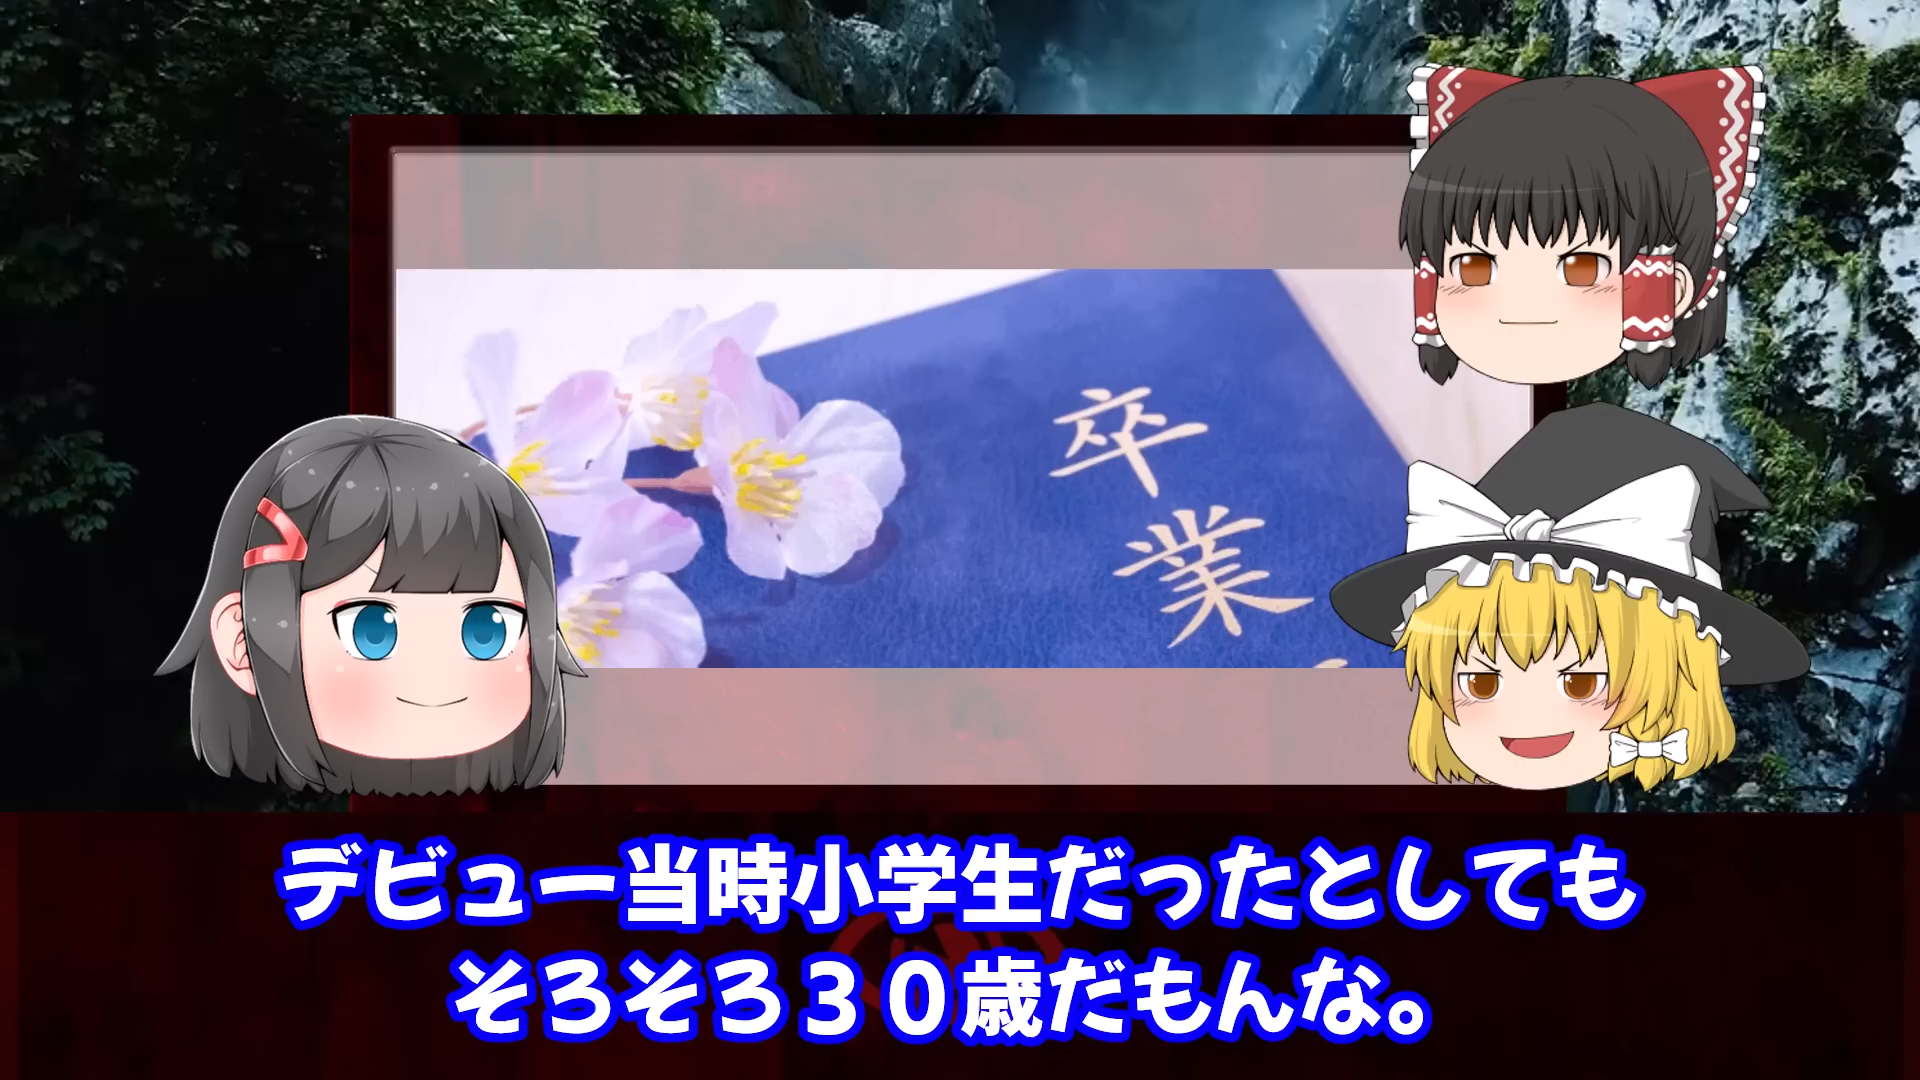 卒業
デビュー当時小学生だったとしても
そろそろ３０歳だもんな。